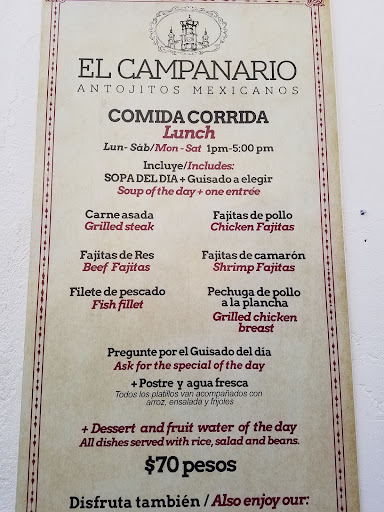 EL CAMPANARIO
ANTOJITOS MEXICANOS
COMIDA CORRIDA
Lunch
Lun- Sáb/Mon - Sat 1pm-5:00 pm
Incluye/Includes:
SOPA DEL DIA + Guisado a elegir
Soup of the day + one entrée
Carne asada
Grilled steak
Fajitas de pollo
Chicken Fajitas
Fajitas de Res
Beef Fajitas
Fajitas de camarón
Shrimp Fajitas
Filete de pescado
Fish fillet
Pechuga de pollo
a la plancha
Grilled chicken
breast
Pregunte por el Guisado del día
Ask for the special of the day
+ Postre y agua fresca
Todos los platillos van acompañados con
arroz, ensalada y frijoles
+ Dessert and fruit water of the day
All dishes served with rice, salad and beans.
$70 pesos
Disfruta también / Also enjoy our: